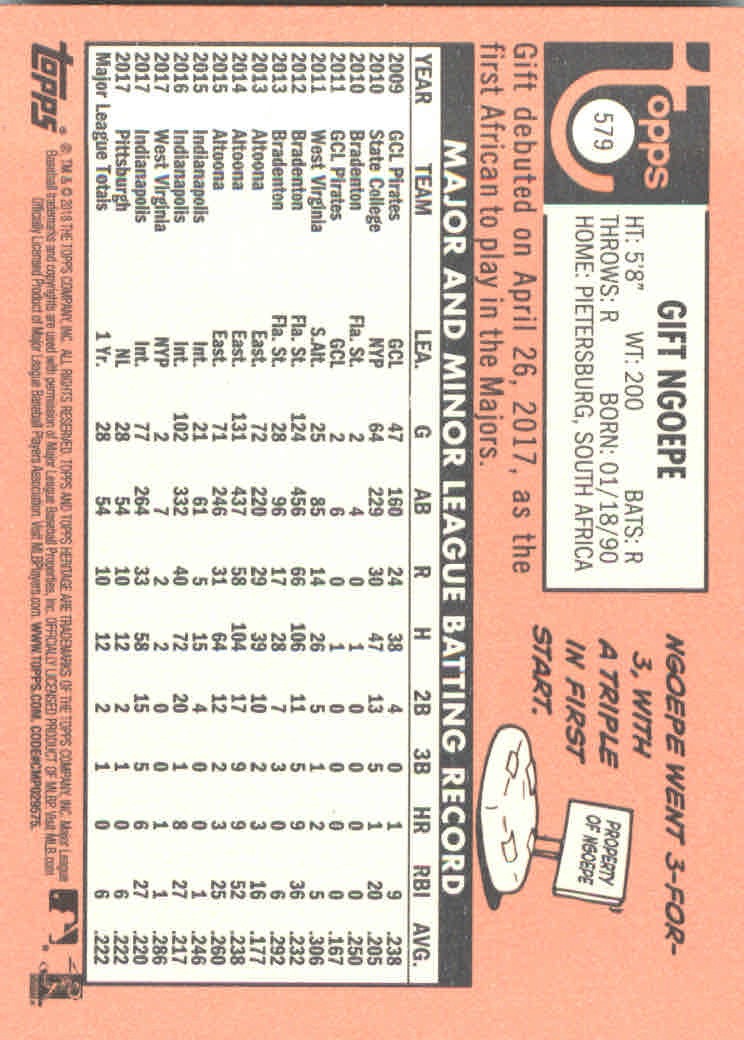 Topps
579
GIFT NGOEPE
HT: 5'8" WT: 200 BATS: R
THROWS: R BORN: 01/18/90
HOME: PIETERSBURG, SOUTH AFRICA
Gift debuted on April 26, 2017, as the
first African to play in the Majors.
NGOEPE WENT 3-FOR-
3, WITH
A TRIPLE
IN FIRST
START.
PROPERTY
OF NGOEPE
MAJOR AND MINOR LEAGUE BATTING RECORD
YEAR TEAM LEA. G AB R H 2B 3B HR RBI AVG.
2009 GCL Pirates GCL 47 160 24 38 4 0 1 9 .238
2010 State College NYP 64 229 30 47 13 5 1 20 .205
2010 Bradenton Fla. St. 2 4 0 1 0 0 0 0 .250
2011 GCL Pirates GCL 2 6 0 1 0 0 0 0 .167
2011 West Virginia S.Atl. 25 85 14 26 5 1 2 5 .306
2012 Bradenton Fla. St. 124 456 66 106 11 5 9 36 .232
2013 Bradenton Fla. St. 28 96 17 28 7 3 0 6 .292
2013 Altoona East. 72 220 29 39 10 2 3 16 .177
2014 Altoona East. 131 437 58 104 17 9 9 52 .238
2015 Altoona East. 71 246 31 64 12 2 3 25 .260
2015 Indianapolis Int. 21 61 5 15 4 0 0 1 .246
2016 Indianapolis Int. 102 332 40 72 20 1 8 27 .217
2017 West Virginia NYP 2 7 2 2 0 0 1 1 .286
2017 Indianapolis Int. 77 264 33 58 15 5 6 27 .220
2017 Pittsburgh NL 28 54 10 12 2 1 0 6 .222
Major League Totals 1 Yr. 28 54 10 12 2 1 0 6 .222
topps ® ® TM & © 2018 THE TOPPS COMPANY, INC. ALL RIGHTS RESERVED. TOPPS AND TOPPS HERITAGE ARE TRADEMARKS OF THE TOPPS COMPANY, INC. Major League
Baseball trademarks and copyrights are used with permission of Major League Baseball Properties, Inc. OFFICIALLY LICENSED PRODUCT OF MLBP. Visit MLB.com
Officially Licensed Product of Major League Baseball Players Association. Visit MLBPlayers.com. WWW.TOPPS.COM. CODE#CMP029575.